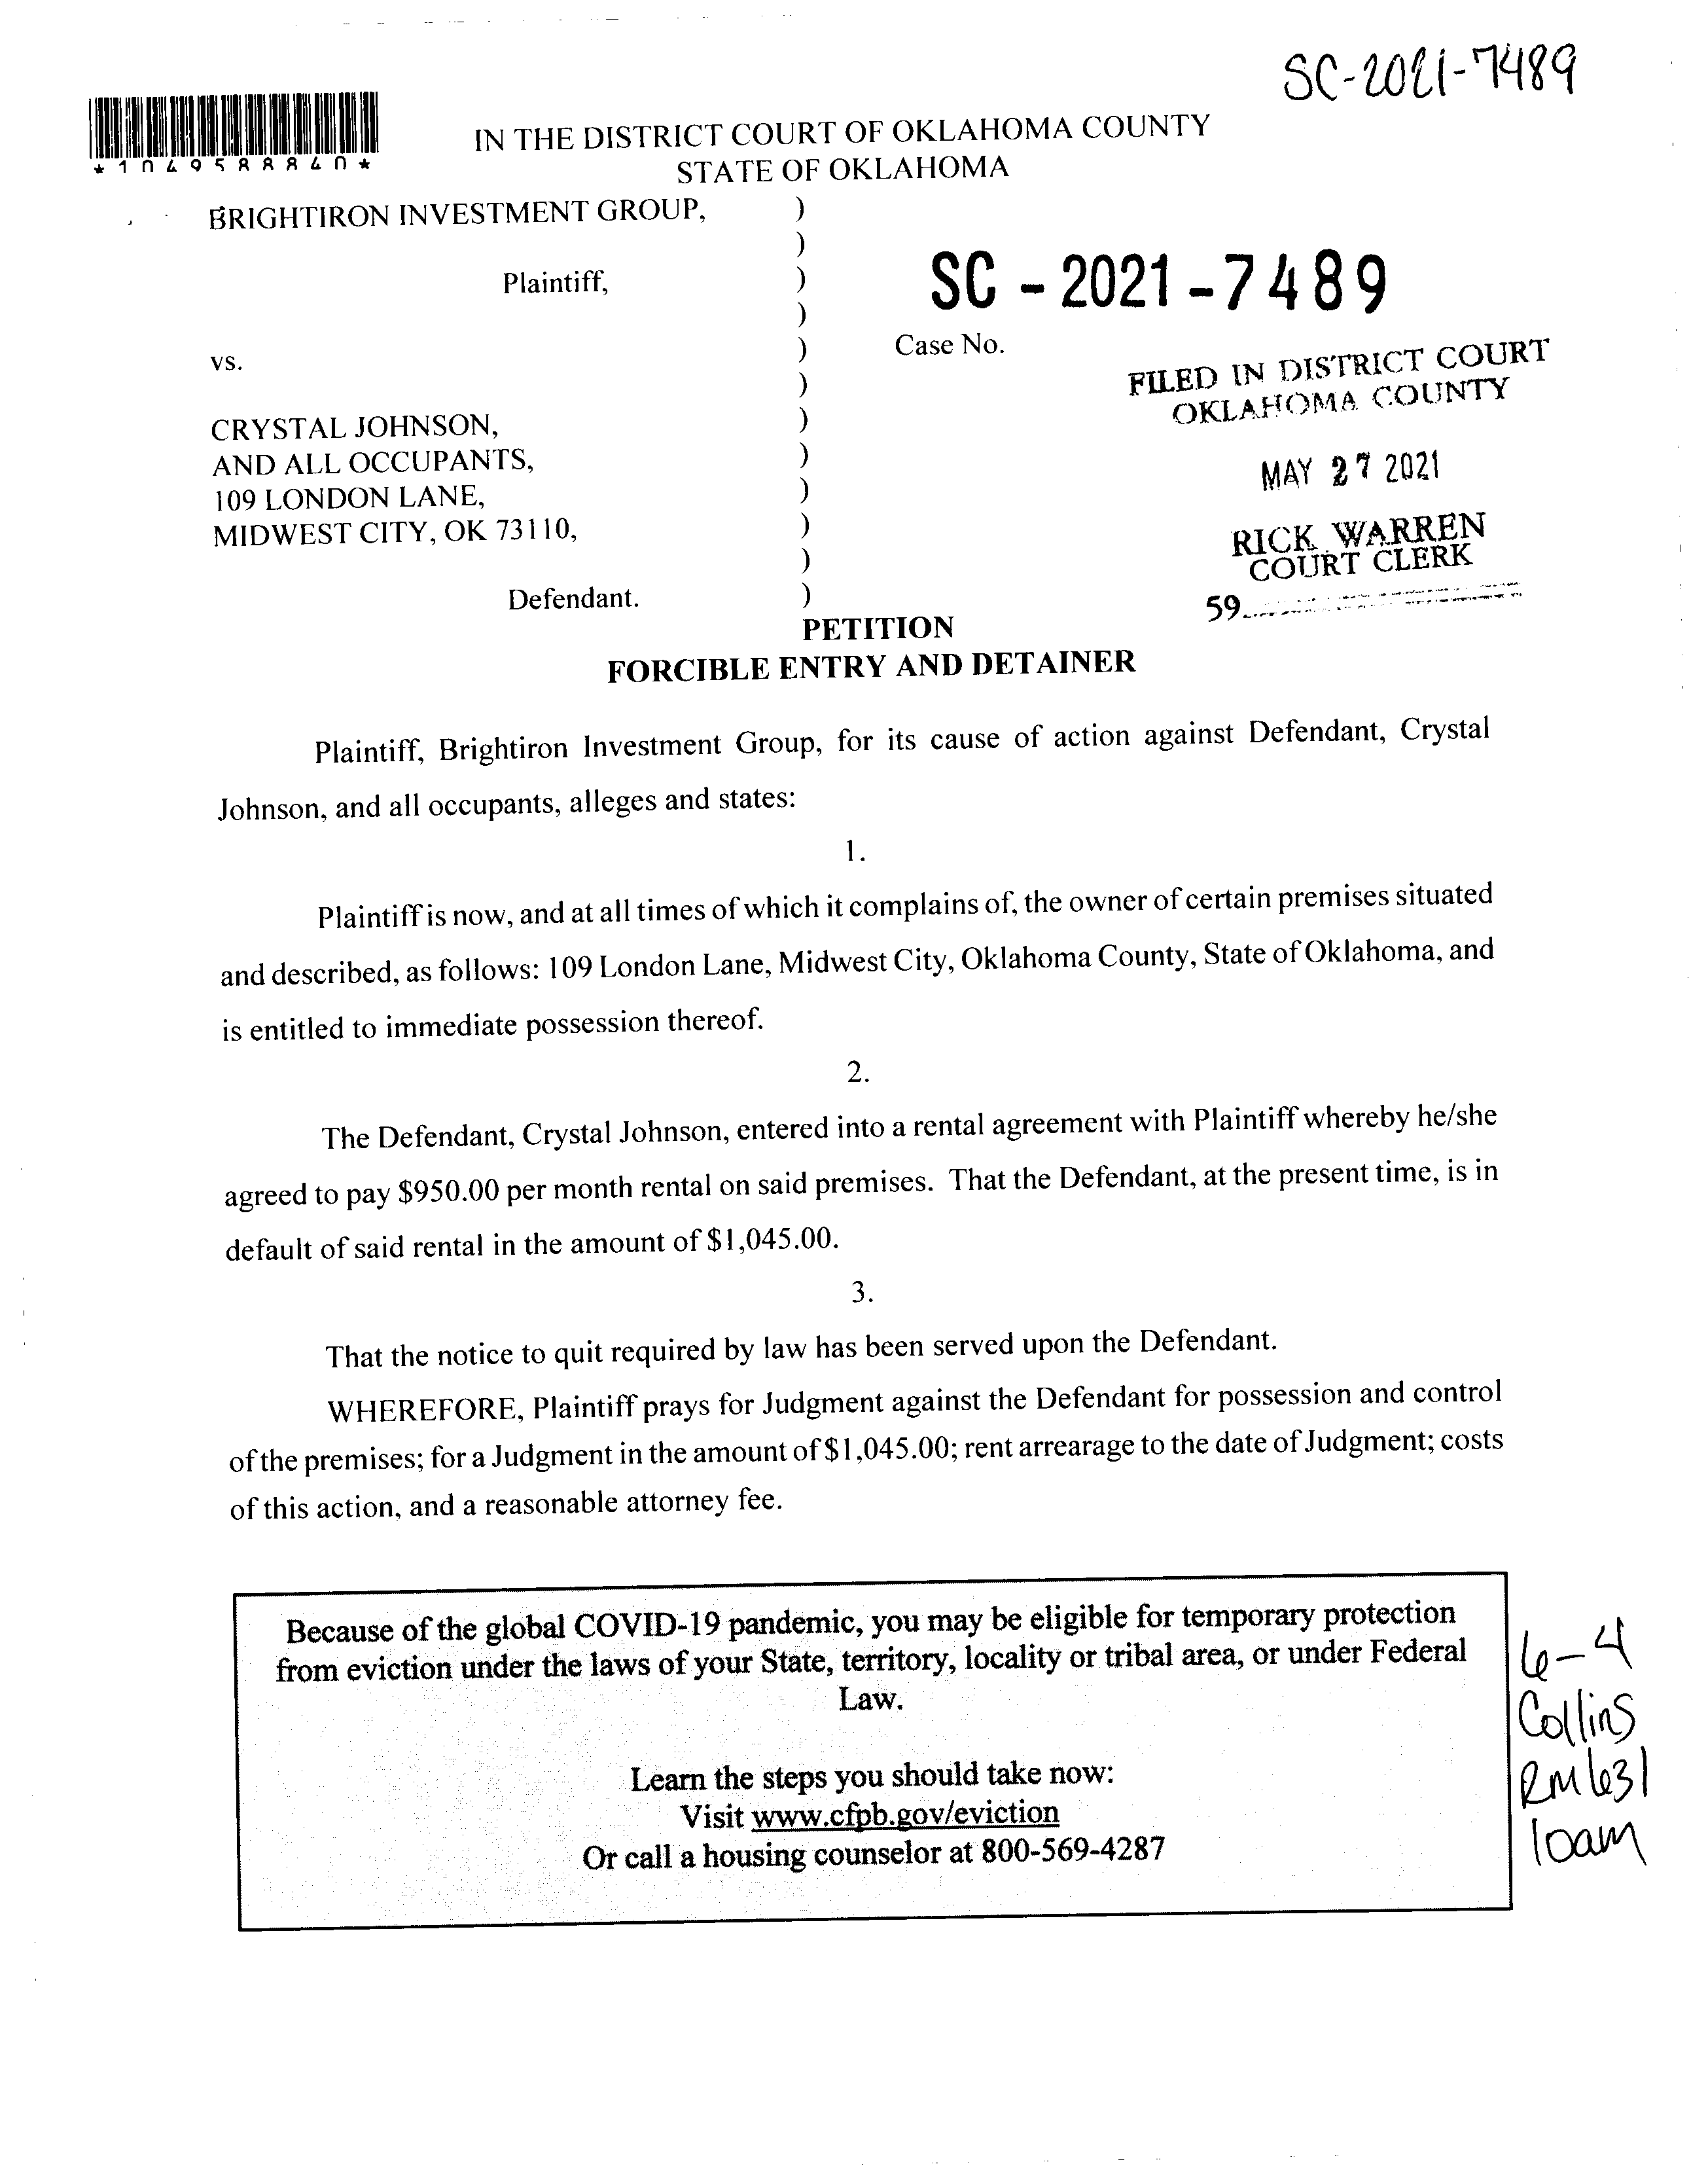 SC-2021-7489
*1049588840*
IN THE DISTRICT COURT OF OKLAHOMA COUNTY
STATE OF OKLAHOMA
BRIGHTIRON INVESTMENT GROUP, )
)
Plaintiff, )
)
SC - 2021 - 7489
vs. ) Case No.
)
FILED IN DISTRICT COURT
OKLAHOMA COUNTY
CRYSTAL JOHNSON, )
AND ALL OCCUPANTS, )
109 LONDON LANE, )
MIDWEST CITY, OK 73110, )
)
Defendant. )
MAY 27 2021
RICK WARREN
COURT CLERK
59
PETITION
FORCIBLE ENTRY AND DETAINER
Plaintiff, Brightiron Investment Group, for its cause of action against Defendant, Crystal
Johnson, and all occupants, alleges and states:
1.
Plaintiff is now, and at all times of which it complains of, the owner of certain premises situated
and described, as follows: 109 London Lane, Midwest City, Oklahoma County, State of Oklahoma, and
is entitled to immediate possession thereof.
2.
The Defendant, Crystal Johnson, entered into a rental agreement with Plaintiff whereby he/she
agreed to pay $950.00 per month rental on said premises. That the Defendant, at the present time, is in
default of said rental in the amount of $1,045.00.
3.
That the notice to quit required by law has been served upon the Defendant.
WHEREFORE, Plaintiff prays for Judgment against the Defendant for possession and control
of the premises; for a Judgment in the amount of $1,045.00; rent arrearage to the date of Judgment; costs
of this action, and a reasonable attorney fee.
Because of the global COVID-19 pandemic, you may be eligible for temporary protection
from eviction under the laws of your State, territory, locality or tribal area, or under Federal
Law.
Learn the steps you should take now:
Visit www.cfpb.gov/eviction
Or call a housing counselor at 800-569-4287
6-4
Collins
RM 631
10am